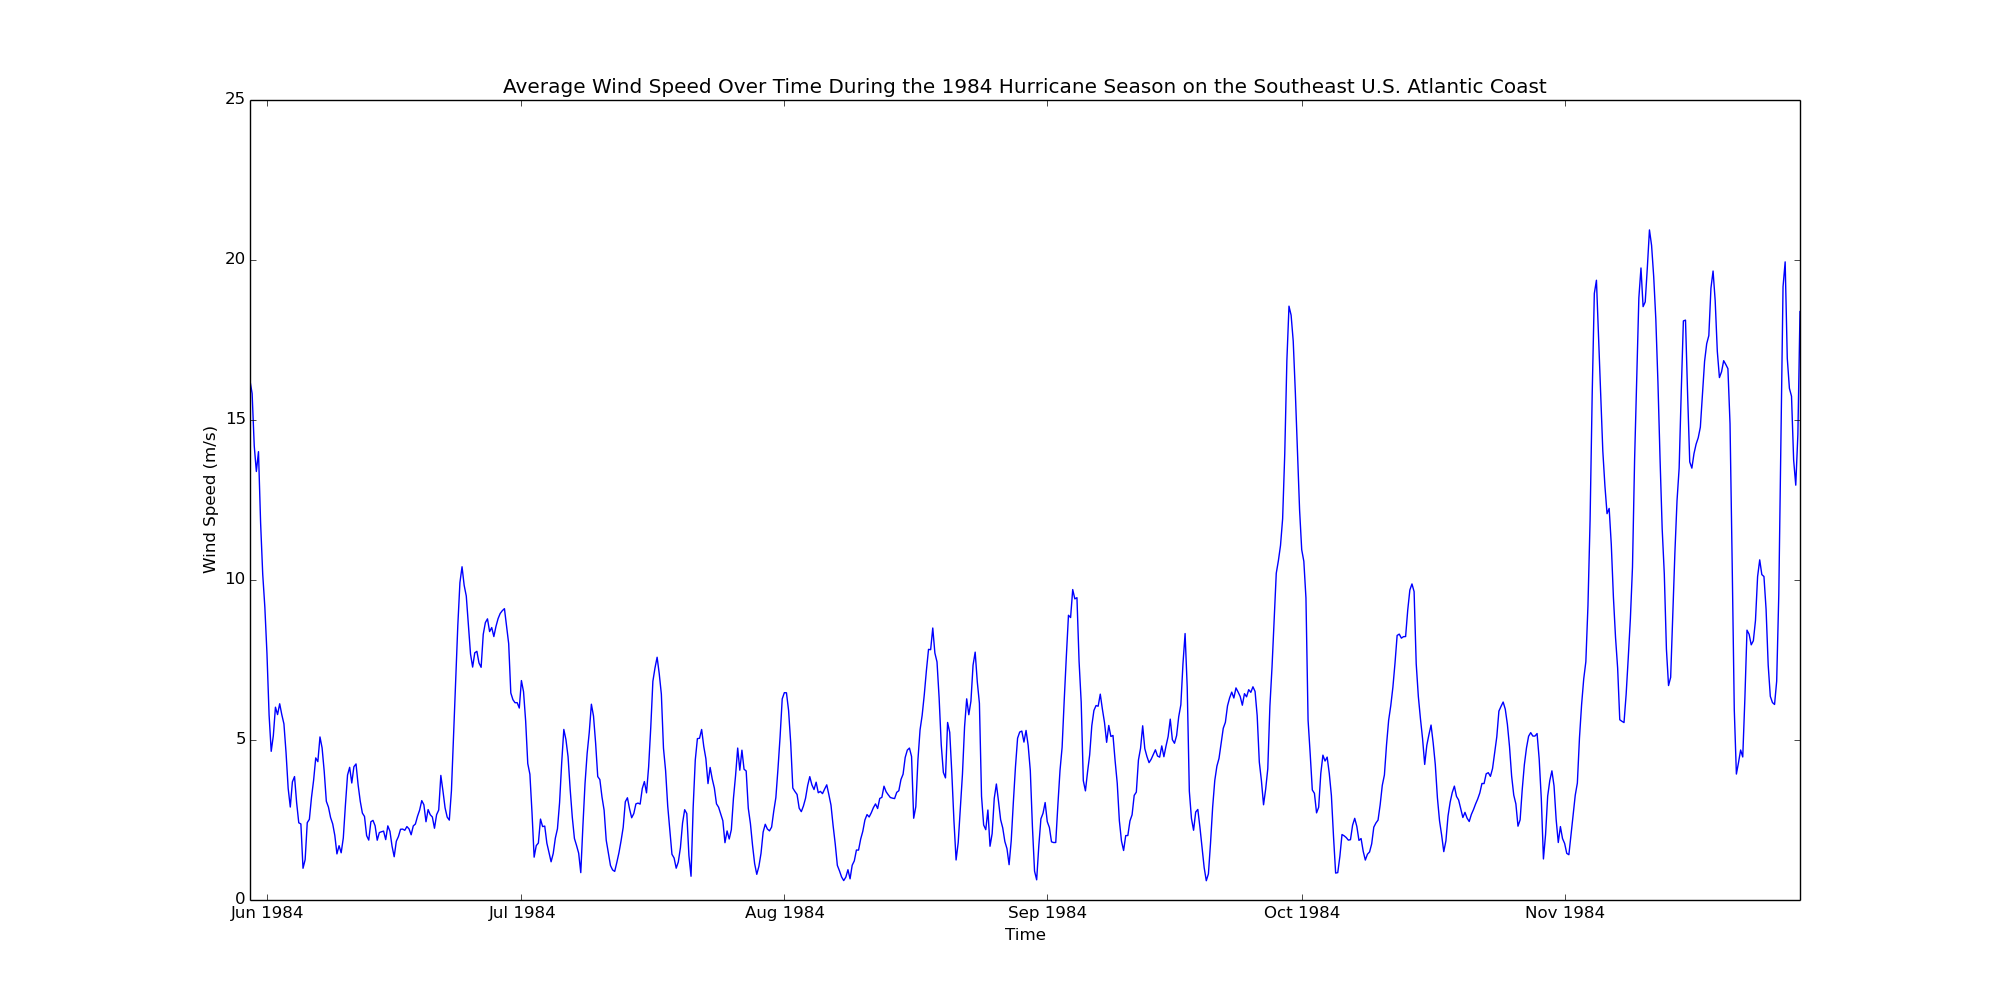 Average Wind Speed Over Time During the 1984 Hurricane Season on the Southeast U.S. Atlantic Coast
25
20
15
10
5
0
Wind Speed (m/s)
Jun 1984 Jul 1984 Aug 1984 Sep 1984 Oct 1984 Nov 1984
Time